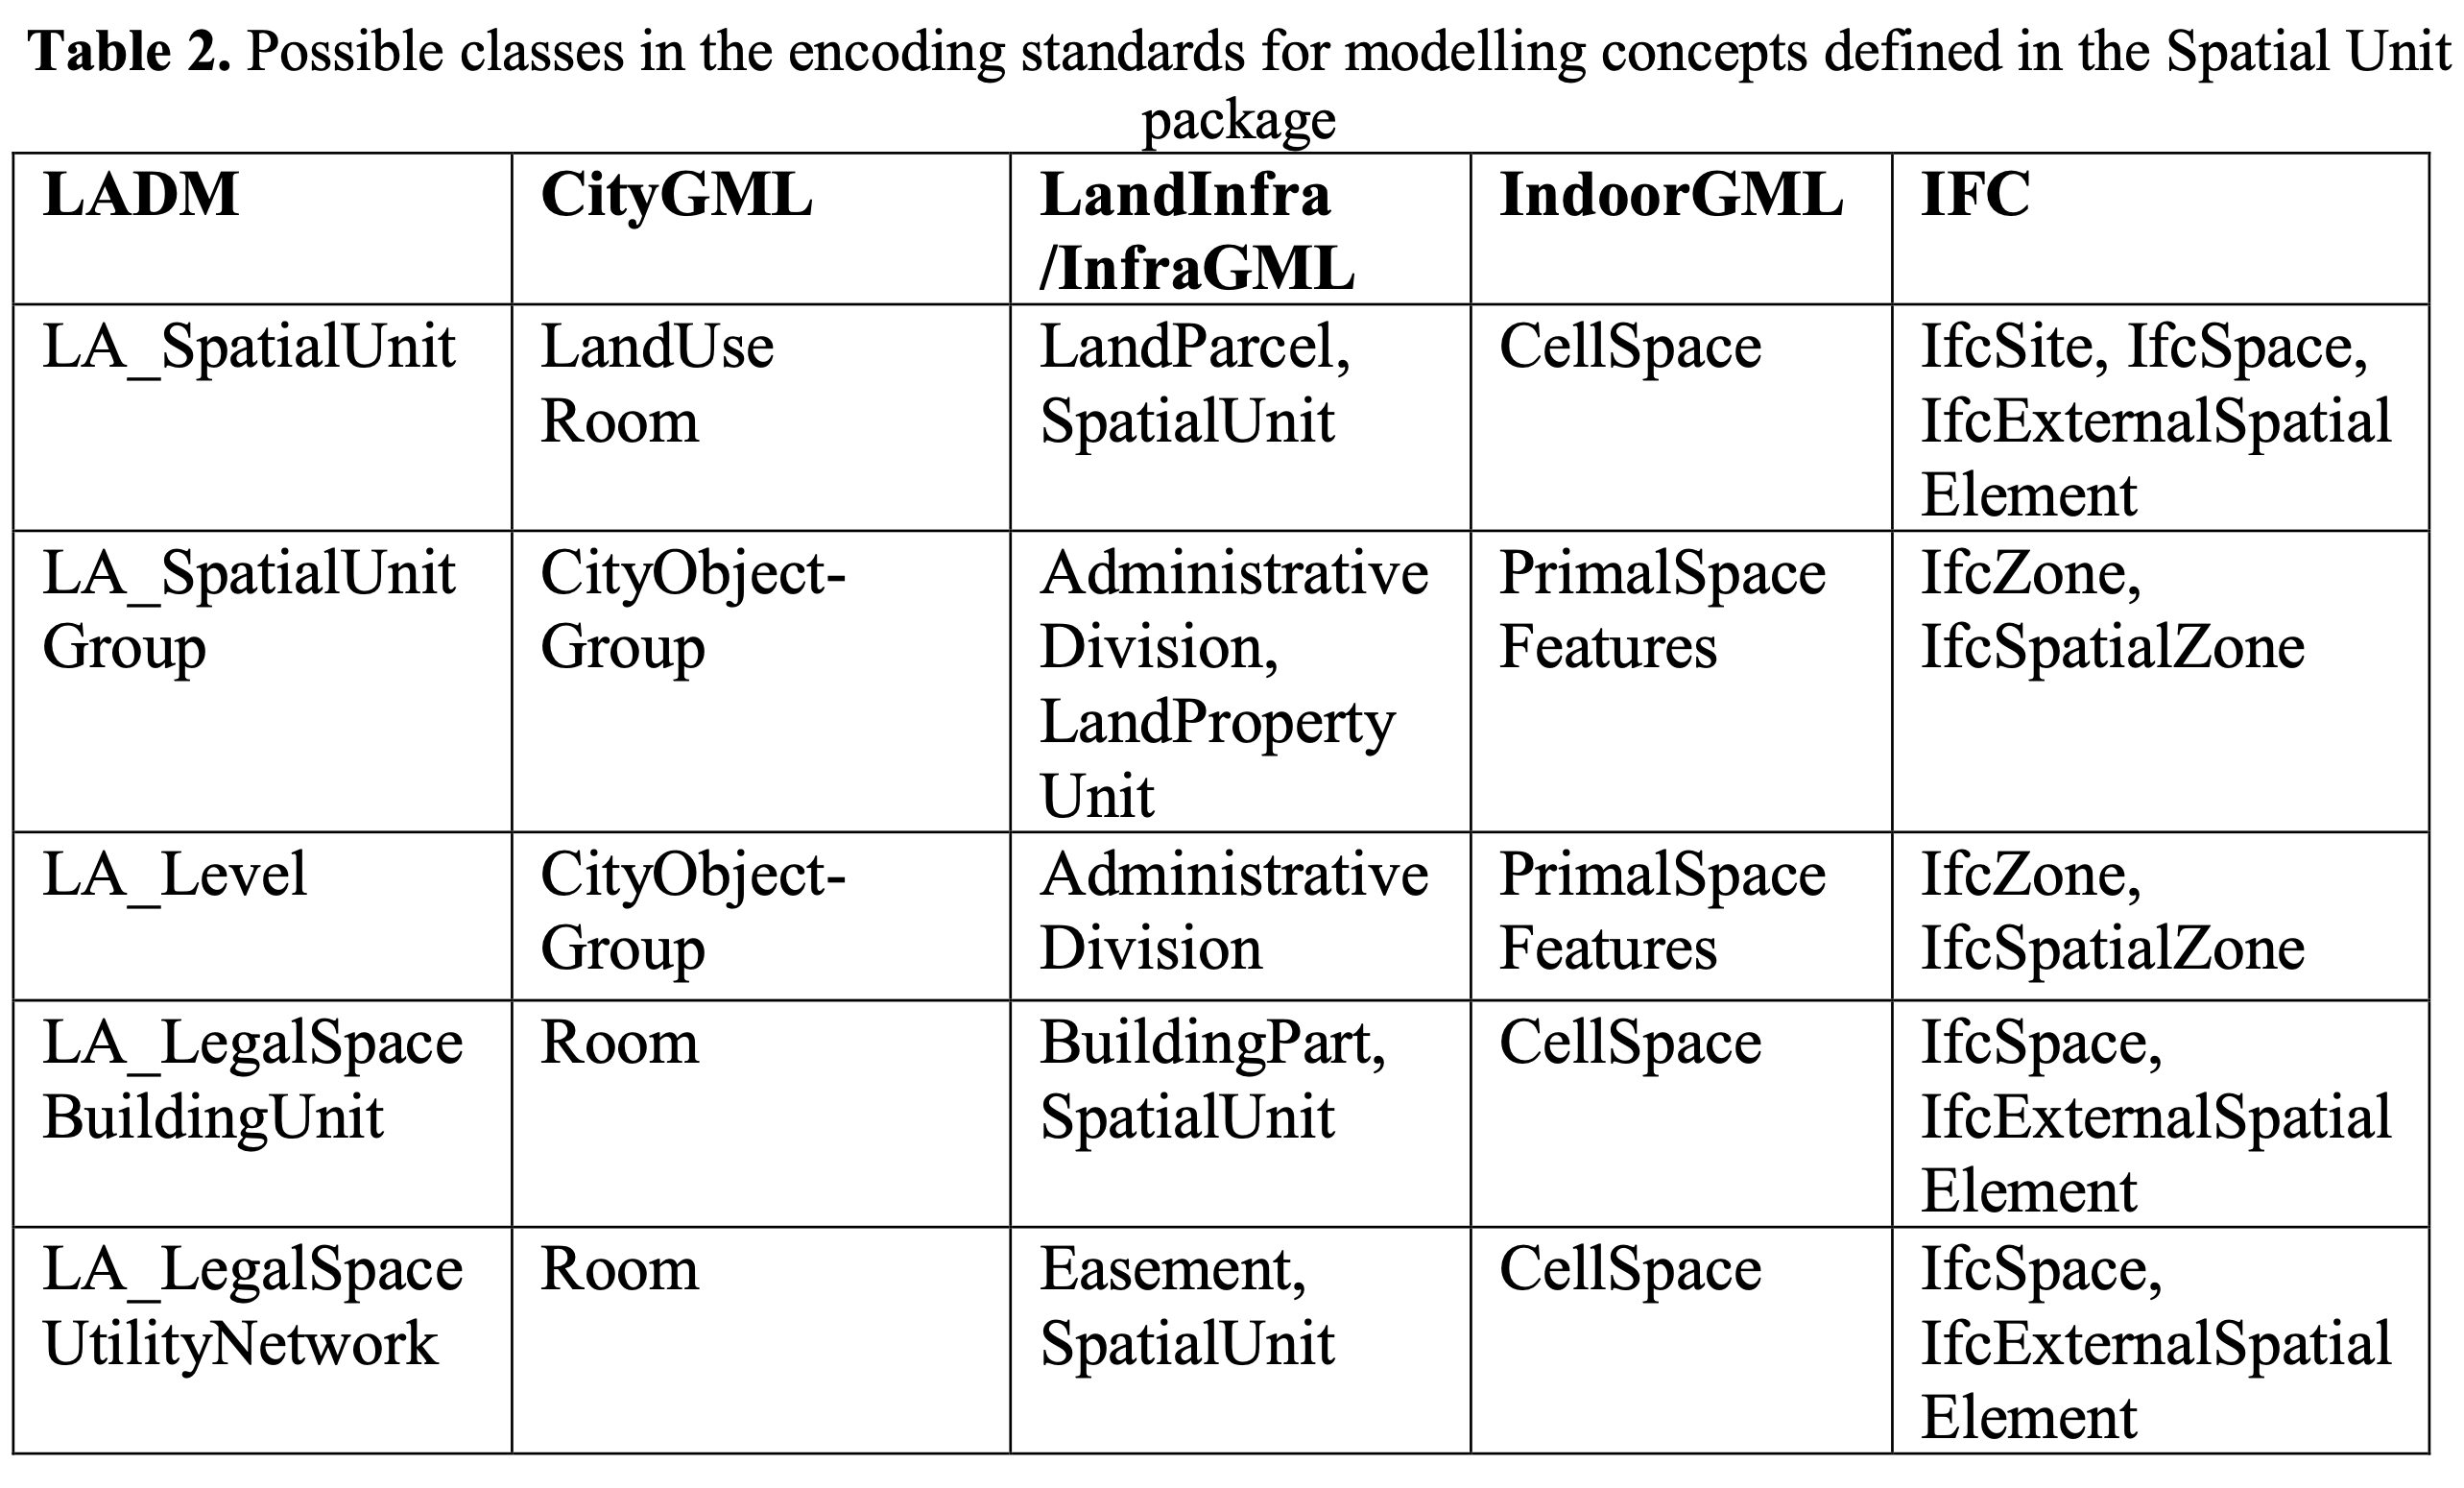 Table 2. Possible classes in the encoding standards for modelling concepts defined in the Spatial Unit
package
LADM
CityGML
LandInfra
/InfraGML
IndoorGML
IFC
LA_SpatialUnit
LandUse
Room
LandParcel,
SpatialUnit
CellSpace
IfcSite, IfcSpace,
IfcExternalSpatial
Element
LA_SpatialUnit
Group
CityObject-
Group
Administrative
Division,
LandProperty
Unit
PrimalSpace
Features
IfcZone,
IfcSpatialZone
LA_Level
CityObject-
Group
Administrative
Division
PrimalSpace
Features
IfcZone,
IfcSpatialZone
LA_LegalSpace
BuildingUnit
Room
BuildingPart,
SpatialUnit
CellSpace
IfcSpace,
IfcExternalSpatial
Element
LA_LegalSpace
UtilityNetwork
Room
Easement,
SpatialUnit
CellSpace
IfcSpace,
IfcExternalSpatial
Element